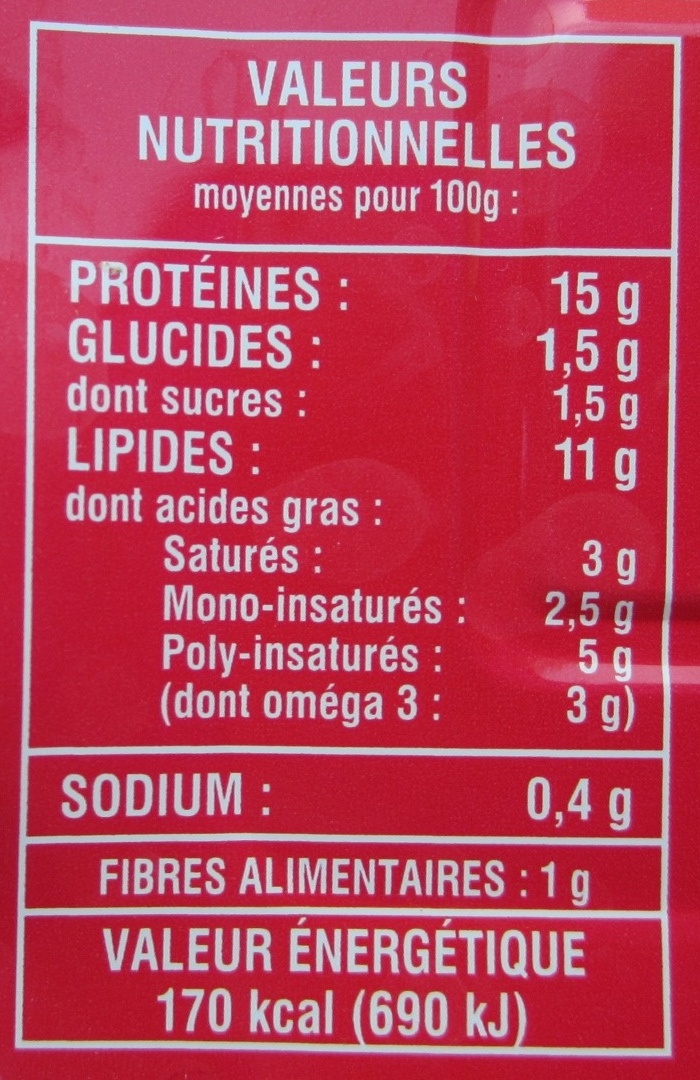 VALEURS
NUTRITIONNELLES
moyennes pour 100g :
PROTÉINES : 15 g
GLUCIDES : 1,5 g
dont sucres : 1,5 g
LIPIDES : 11 g
dont acides gras :
Saturés : 3 g
Mono-insaturés : 2,5 g
Poly-insaturés : 5 g
(dont oméga 3 : 3 g)
SODIUM : 0,4 g
FIBRES ALIMENTAIRES : 1 g
VALEUR ÉNERGÉTIQUE
170 kcal (690 kJ)